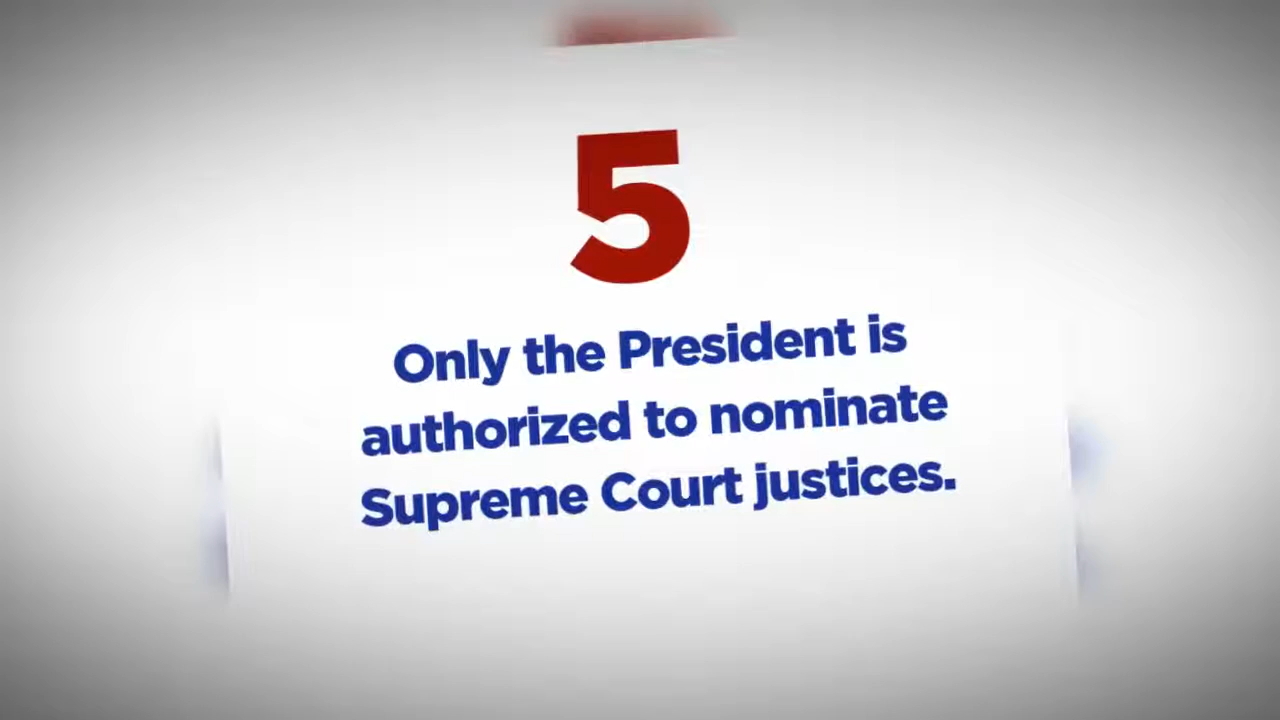 5
Only the President is
authorized to nominate
Supreme Court justices.